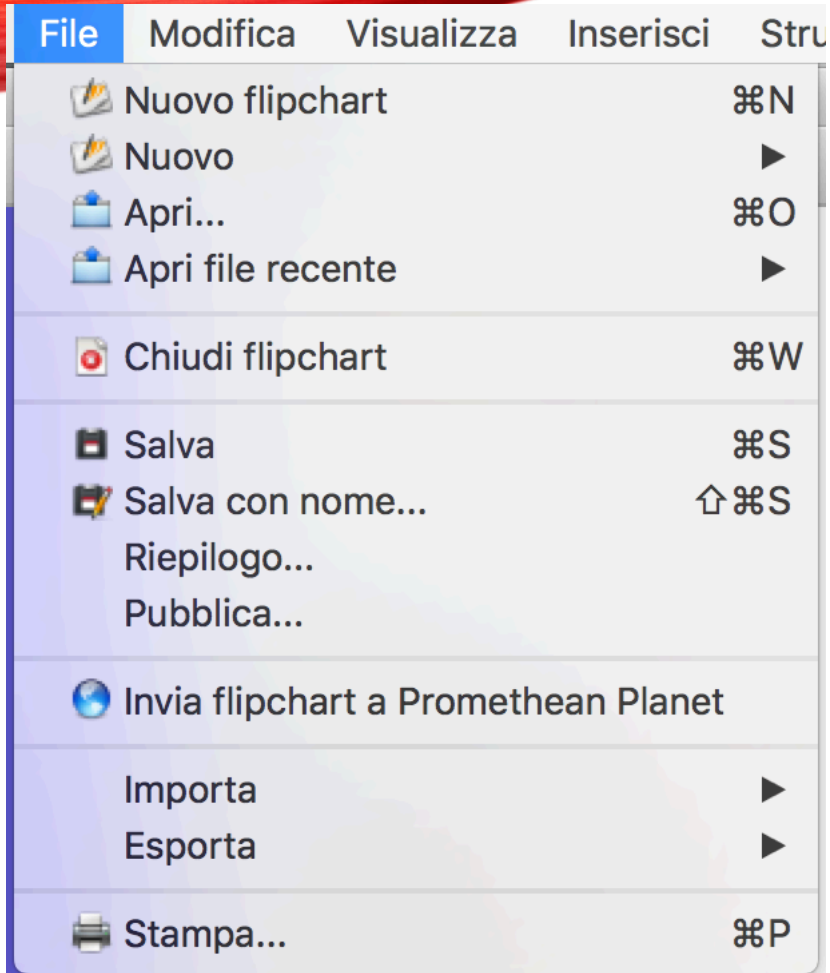 File Modifica Visualizza Inserisci Stru
Nuovo flipchart ⌘N
Nuovo ▶
Apri... ⌘O
Apri file recente ▶
Chiudi flipchart ⌘W
Salva ⌘S
Salva con nome... ⇧⌘S
Riepilogo...
Pubblica...
Invia flipchart a Promethean Planet
Importa ▶
Esporta ▶
Stampa... ⌘P